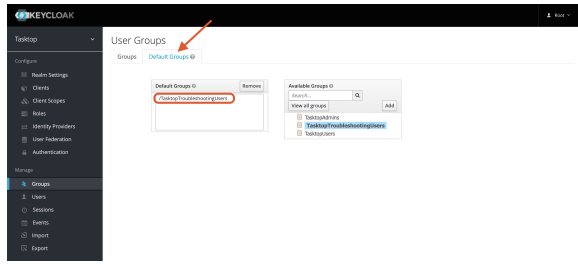 KEYCLOAK
Root
Tasktop
Configure
Realm Settings
Clients
Client Scopes
Roles
Identity Providers
User Federation
Authentication
Manage
Groups
Users
Sessions
Events
Import
Export
User Groups
Groups
Default Groups
Default Groups
Remove
/TasktopTroubleshootingUsers
Available Groups
Search...
View all groups
Add
TasktopAdmins
TasktopTroubleshootingUsers
TasktopUsers